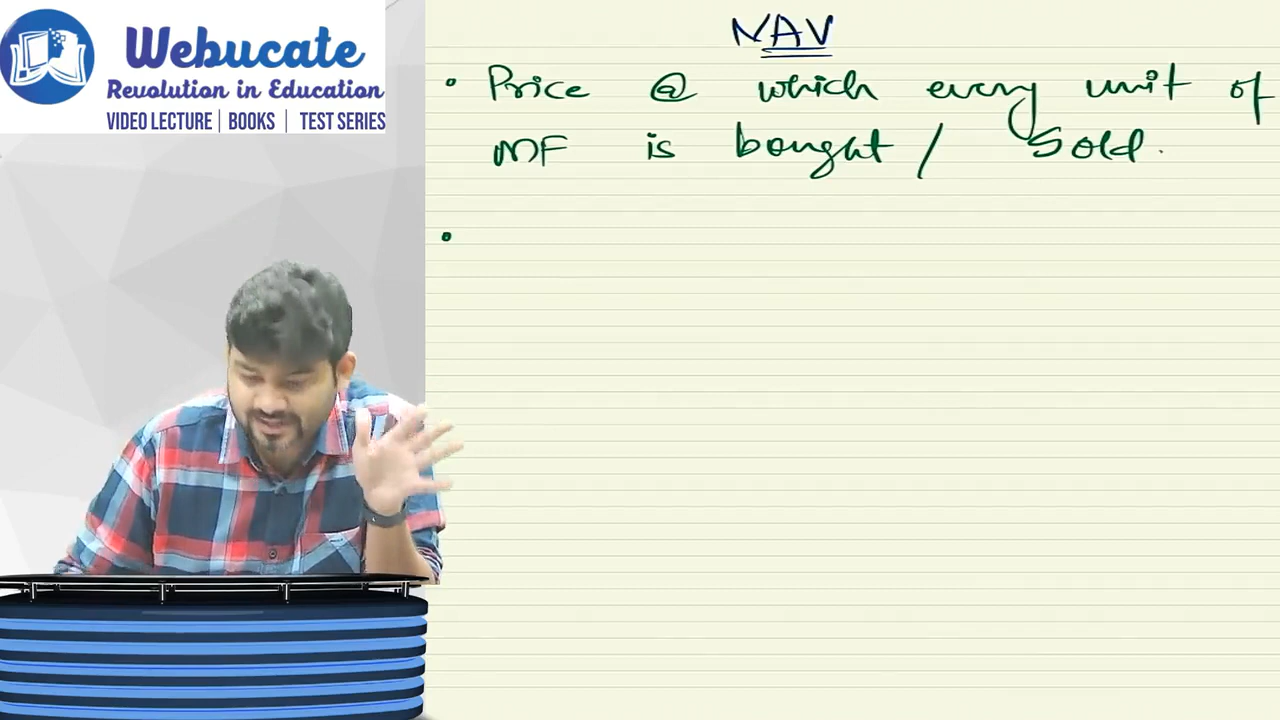 Webucate
Revolution in Education
VIDEO LECTURE | BOOKS | TEST SERIES
NAV
• Price @ which every unit of
MF is bought / Sold.
•